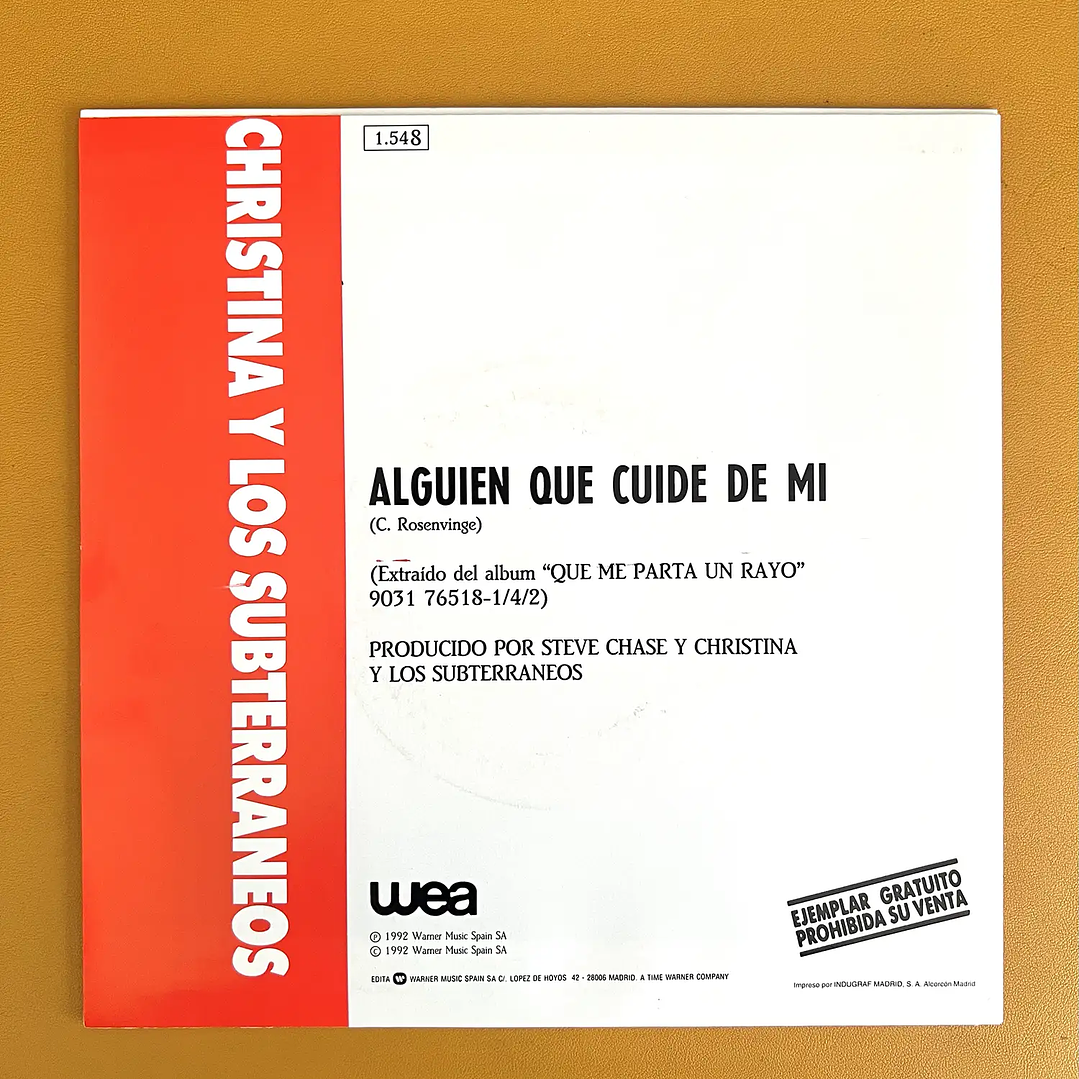 CHRISTINA Y LOS SUBTERRANEOS
1.548
ALGUIEN QUE CUIDE DE MI
(C. Rosenvinge)
(Extraído del album “QUE ME PARTA UN RAYO”
9031 76518-1/4/2)
PRODUCIDO POR STEVE CHASE Y CHRISTINA
Y LOS SUBTERRANEOS
wea
Ⓟ 1992 Warner Music Spain SA
© 1992 Warner Music Spain SA
EDITA WARNER MUSIC SPAIN SA C/. LOPEZ DE HOYOS 42 - 28006 MADRID. A TIME WARNER COMPANY
EJEMPLAR GRATUITO
PROHIBIDA SU VENTA
Impreso por INDUGRAF MADRID, S. A. Alcorcón Madrid